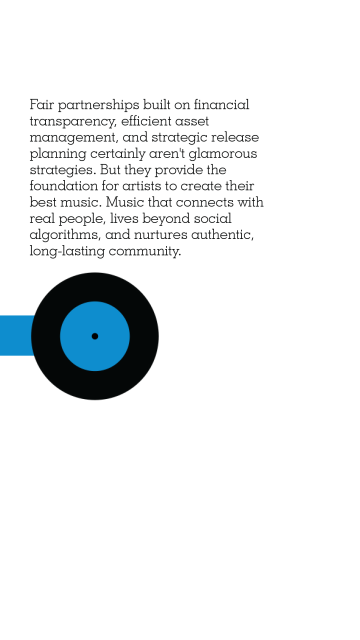 Fair partnerships built on financial
transparency, efficient asset
management, and strategic release
planning certainly aren't glamorous
strategies. But they provide the
foundation for artists to create their
best music. Music that connects with
real people, lives beyond social
algorithms, and nurtures authentic,
long-lasting community.